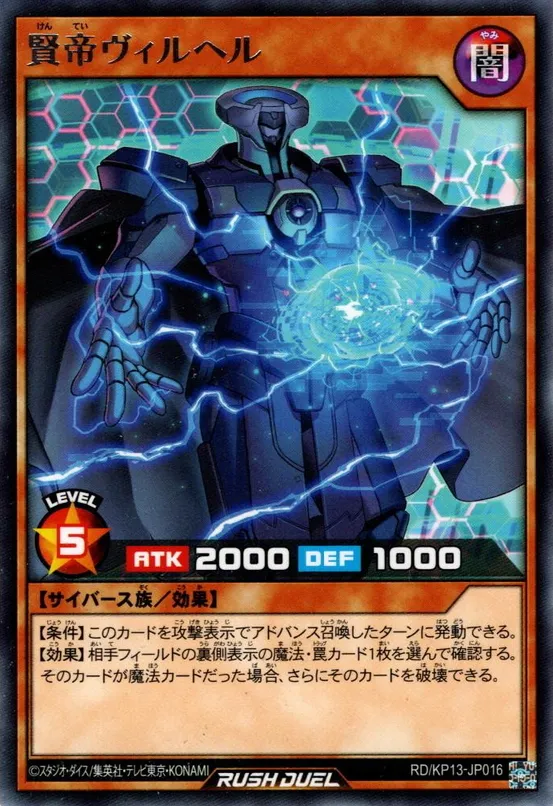 けん てい
賢帝ヴィルヘル
やみ
闇
LEVEL
5
ATK 2000 DEF 1000
【サイバース族/効果】
【条件】このカードを攻撃表示でアドバンス召喚したターンに発動できる。
【効果】相手フィールドの裏側表示の魔法・罠カード1枚を選んで確認する。
そのカードが魔法カードだった場合、さらにそのカードを破壊できる。
©スタジオ・ダイス/集英社・テレビ東京・KONAMI
RUSH DUEL
RD/KP13-JP016